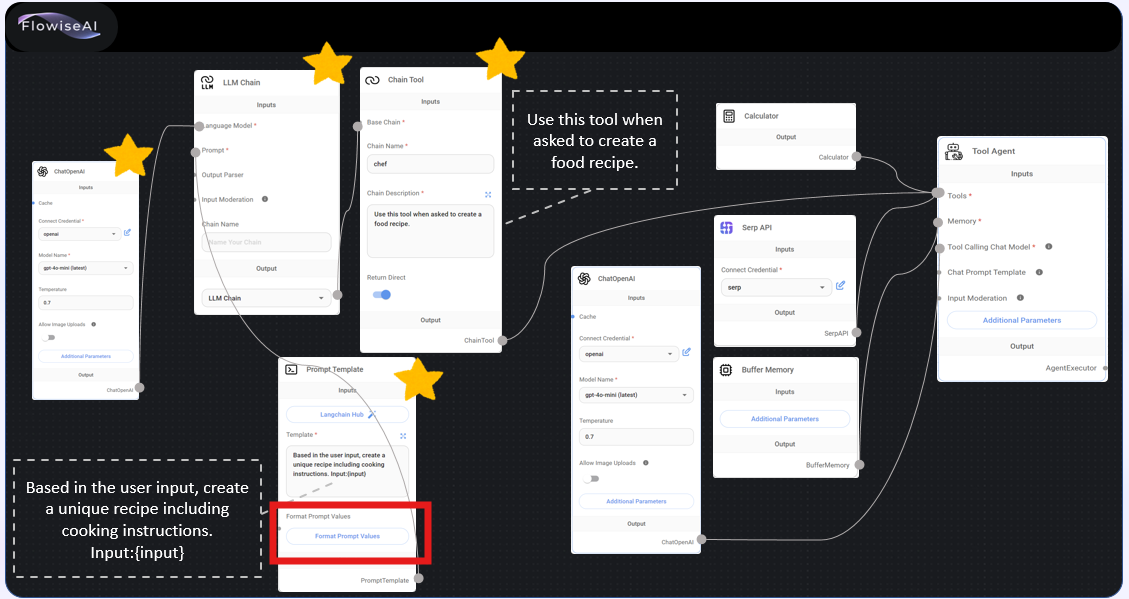 FlowiseAI
ChatOpenAI
Inputs
Cache
Connect Credential *
openai
Model Name *
gpt-4o-mini (latest)
Temperature
0.7
Allow Image Uploads
Additional Parameters
Output
ChatOpenAI
LLM
LLM Chain
Inputs
Language Model *
Prompt *
Output Parser
Input Moderation
Chain Name
Name Your Chain
Output
LLM Chain
Chain Tool
Inputs
Base Chain *
Chain Name *
chef
Chain Description *
Use this tool when asked to create a
food recipe.
Return Direct
Output
ChainTool
Use this tool when
asked to create a
food recipe.
Prompt Template
Inputs
Langchain Hub
Template *
Based in the user input, create a
unique recipe including cooking
instructions. Input:{input}
Format Prompt Values
Format Prompt Values
Output
PromptTemplate
Based in the user input, create
a unique recipe including
cooking instructions.
Input:{input}
ChatOpenAI
Inputs
Cache
Connect Credential *
openai
Model Name *
gpt-4o-mini (latest)
Temperature
0.7
Allow Image Uploads
Additional Parameters
Output
ChatOpenAI
Calculator
Output
Calculator
Serp API
Inputs
Connect Credential *
serp
Output
SerpAPI
Buffer Memory
Inputs
Additional Parameters
Output
BufferMemory
Tool Agent
Inputs
Tools *
Memory *
Tool Calling Chat Model *
Chat Prompt Template
Input Moderation
Additional Parameters
Output
AgentExecutor